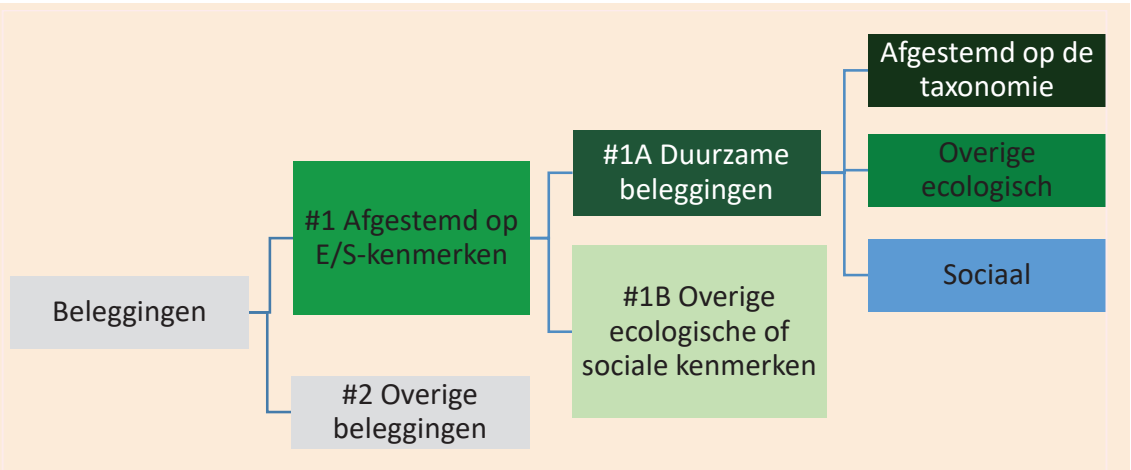 Beleggingen
#1 Afgestemd op
E/S-kenmerken
#2 Overige
beleggingen
#1A Duurzame
beleggingen
#1B Overige
ecologische of
sociale kenmerken
Afgestemd op de
taxonomie
Overige
ecologisch
Sociaal